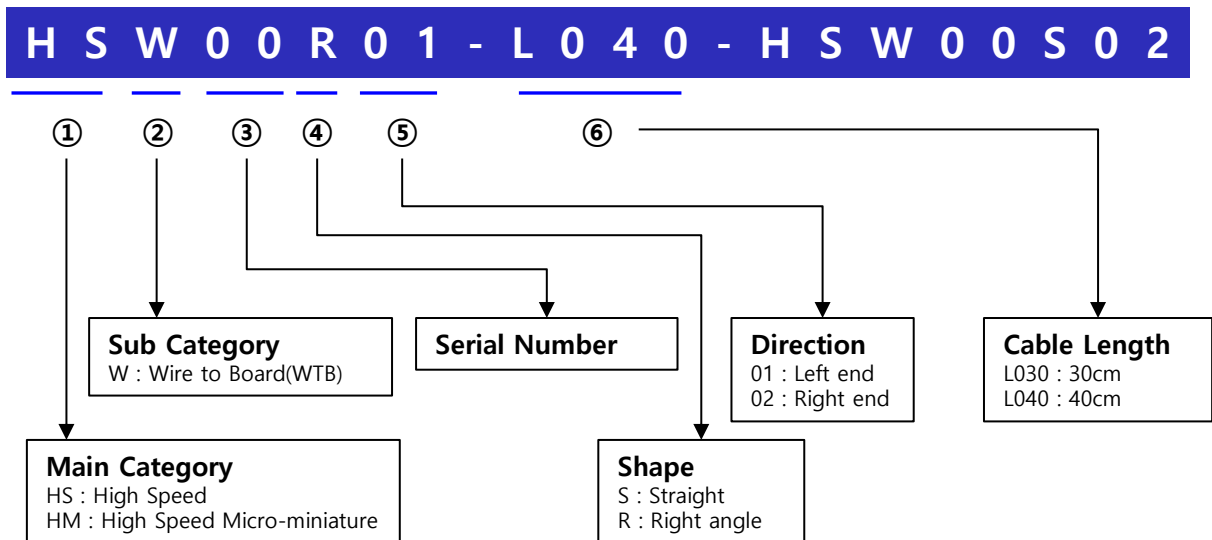 HSW00R01-L040-HSW00S02
① ② ③ ④ ⑤ ⑥
Sub Category
W : Wire to Board(WTB)
Serial Number
Direction
01 : Left end
02 : Right end
Cable Length
L030 : 30cm
L040 : 40cm
Main Category
HS : High Speed
HM : High Speed Micro-miniature
Shape
S : Straight
R : Right angle